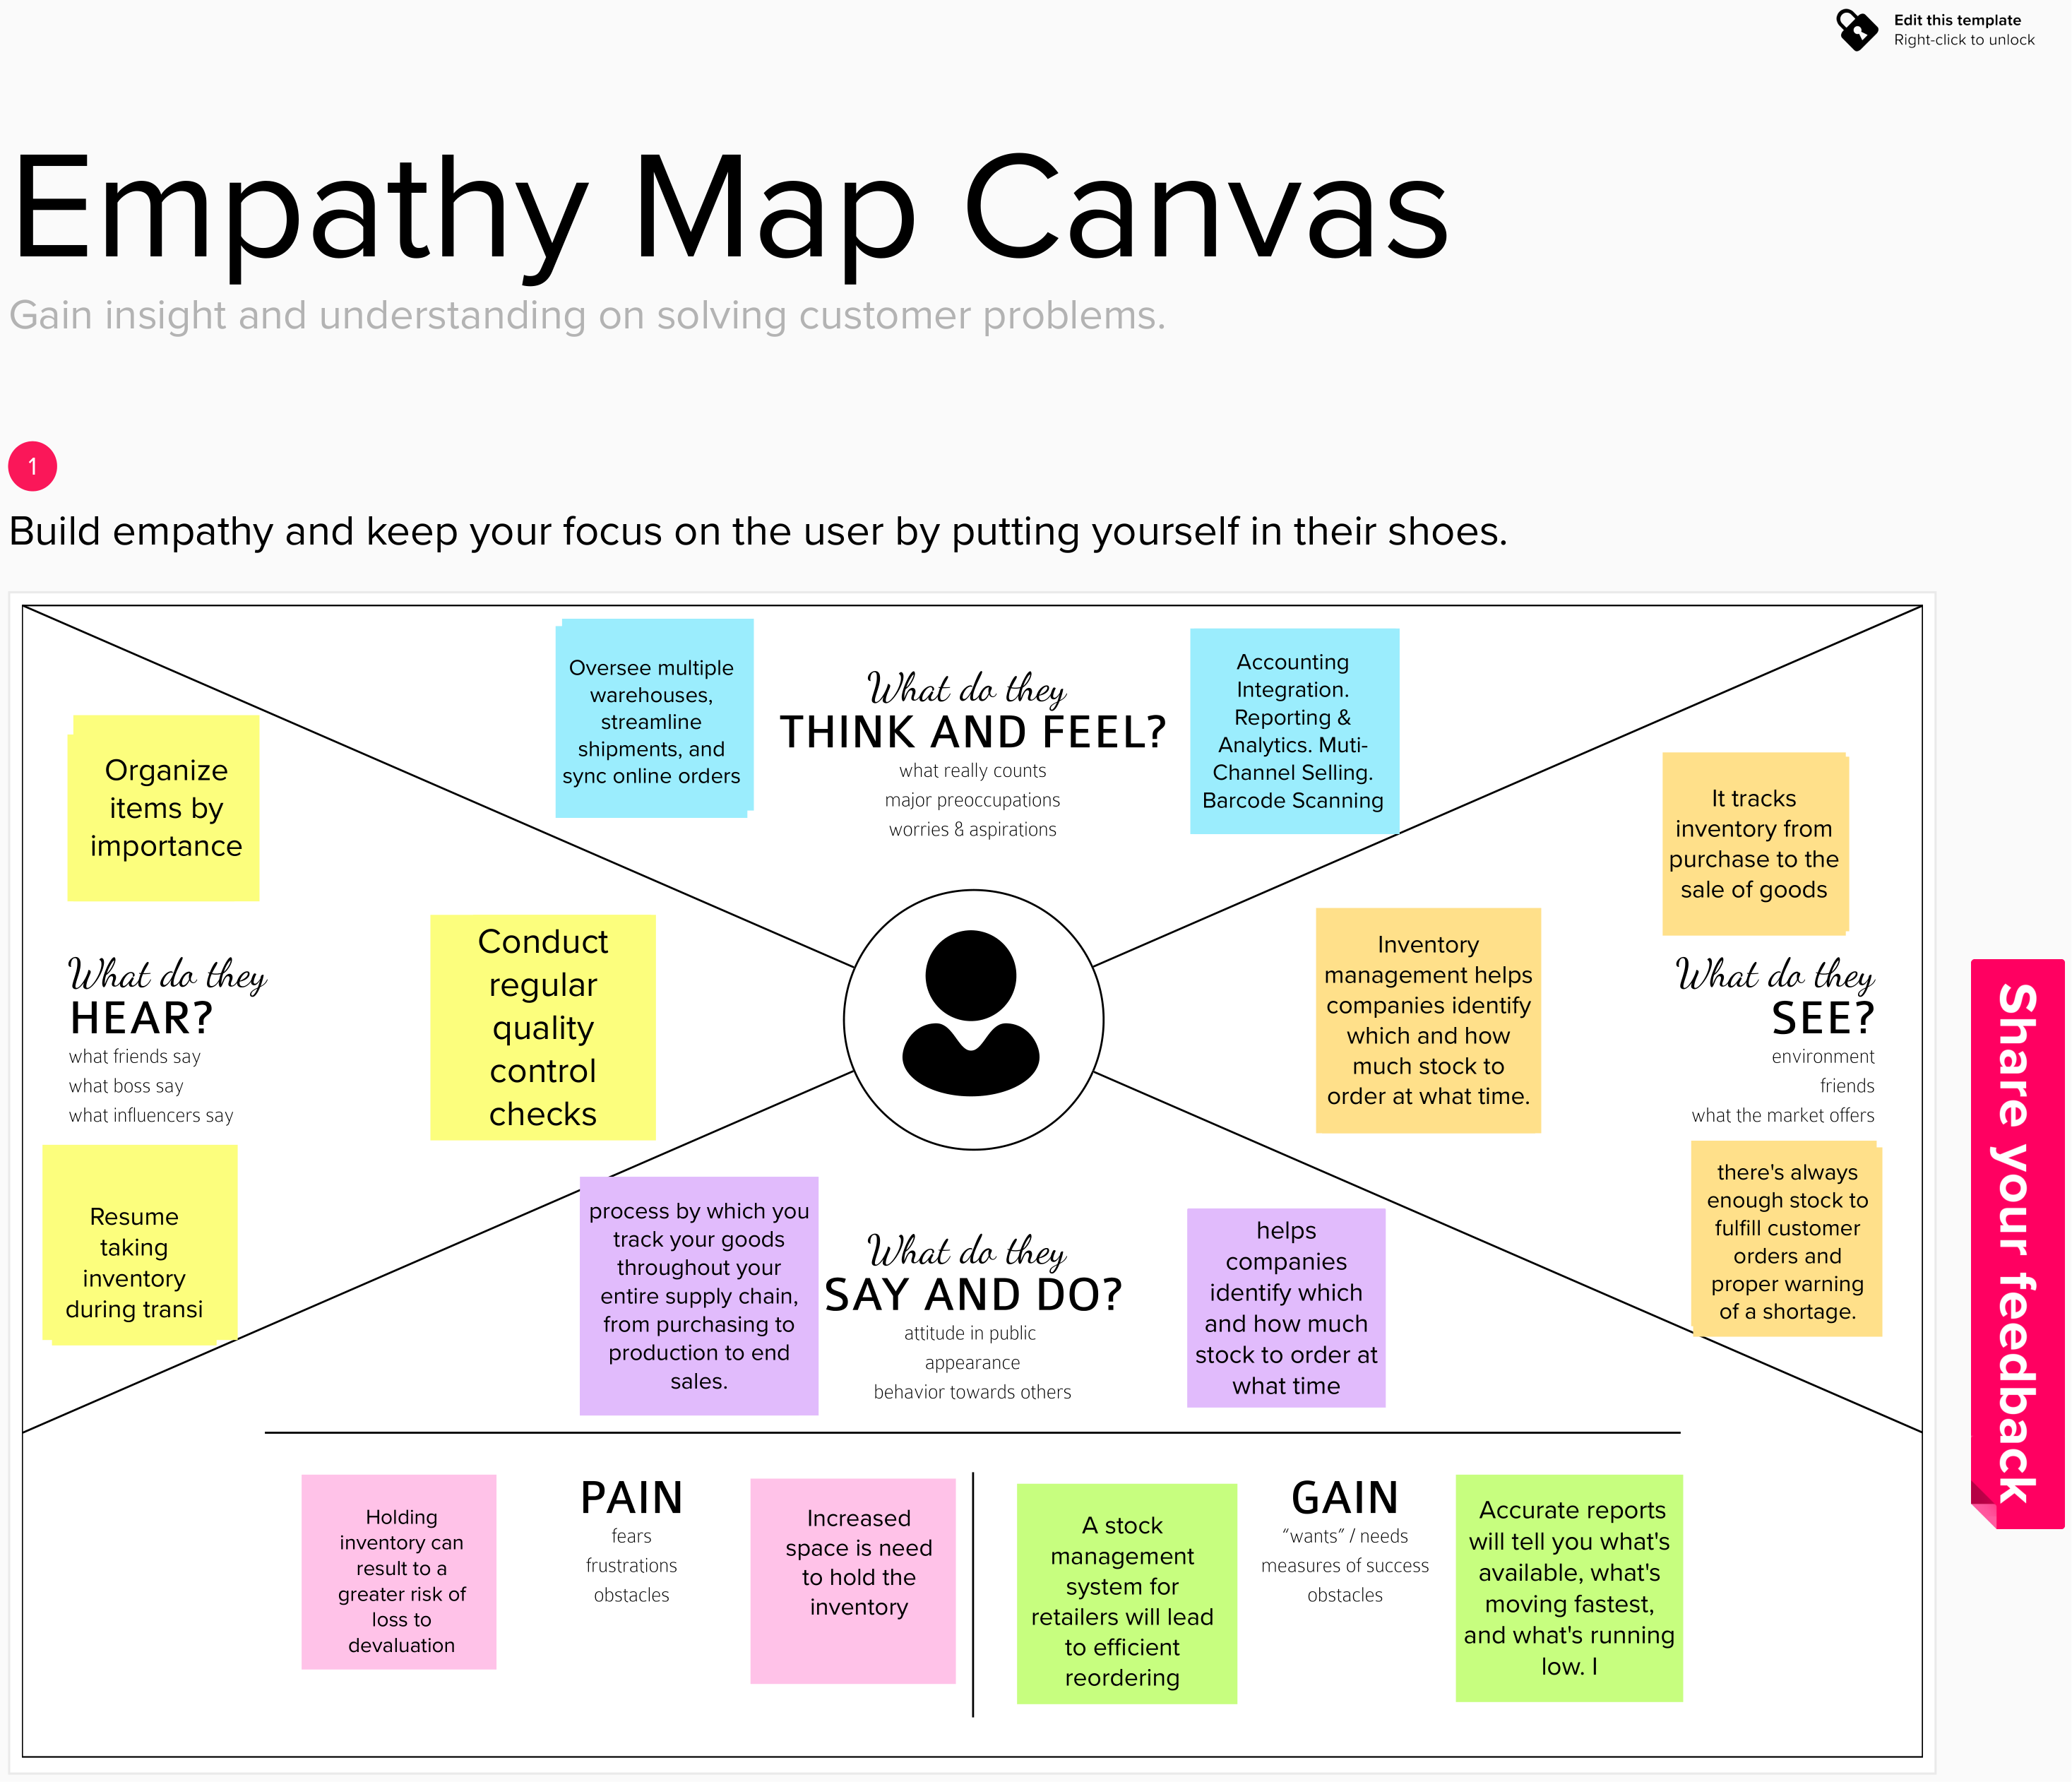 Edit this template
Right-click to unlock
Empathy Map Canvas
Gain insight and understanding on solving customer problems.
1
Build empathy and keep your focus on the user by putting yourself in their shoes.
Oversee multiple
warehouses,
streamline
shipments, and
sync online orders
What do they
THINK AND FEEL?
what really counts
major preoccupations
worries & aspirations
Accounting
Integration.
Reporting &
Analytics. Muti-
Channel Selling.
Barcode Scanning
Organize
items by
importance
Conduct
regular
quality
control
checks
What do they
HEAR?
what friends say
what boss say
what influencers say
Resume
taking
inventory
during transi
It tracks
inventory from
purchase to the
sale of goods
Inventory
management helps
companies identify
which and how
much stock to
order at what time.
What do they
SEE?
environment
friends
what the market offers
there's always
enough stock to
fulfill customer
orders and
proper warning
of a shortage.
process by which you
track your goods
throughout your
entire supply chain,
from purchasing to
production to end
sales.
What do they
SAY AND DO?
attitude in public
appearance
behavior towards others
helps
companies
identify which
and how much
stock to order at
what time
Holding
inventory can
result to a
greater risk of
loss to
devaluation
PAIN
fears
frustrations
obstacles
Increased
space is need
to hold the
inventory
A stock
management
system for
retailers will lead
to efficient
reordering
GAIN
“wants” / needs
measures of success
obstacles
Accurate reports
will tell you what's
available, what's
moving fastest,
and what's running
low. I
Share your feedback